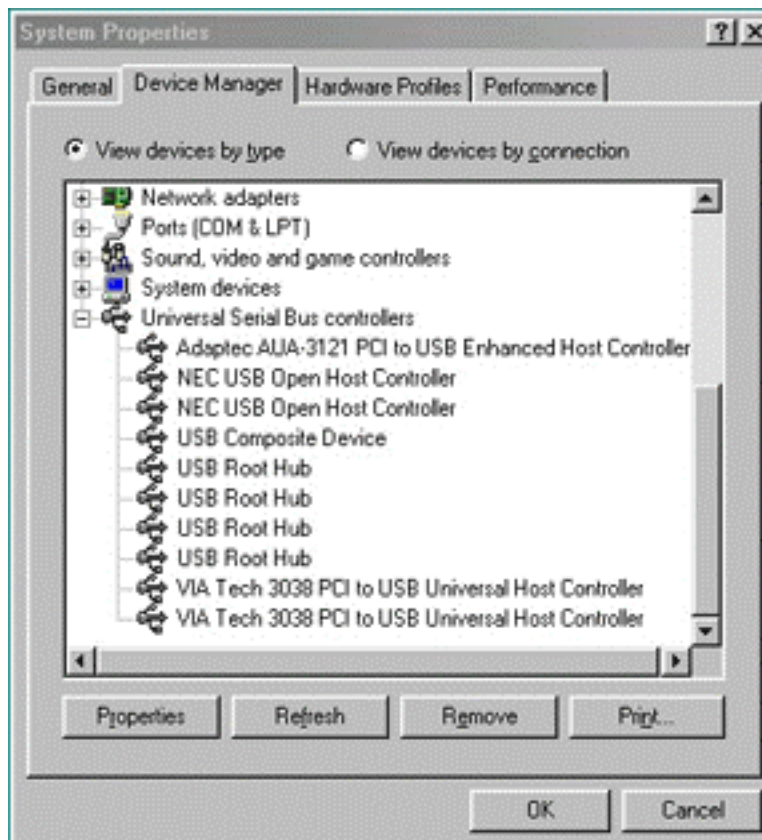 System Properties
General Device Manager Hardware Profiles Performance
View devices by type View devices by connection
Network adapters
Ports (COM & LPT)
Sound, video and game controllers
System devices
Universal Serial Bus controllers
Adaptec AUA-3121 PCI to USB Enhanced Host Controller
NEC USB Open Host Controller
NEC USB Open Host Controller
USB Composite Device
USB Root Hub
USB Root Hub
USB Root Hub
USB Root Hub
VIA Tech 3038 PCI to USB Universal Host Controller
VIA Tech 3038 PCI to USB Universal Host Controller
Properties Refresh Remove Print...
OK Cancel